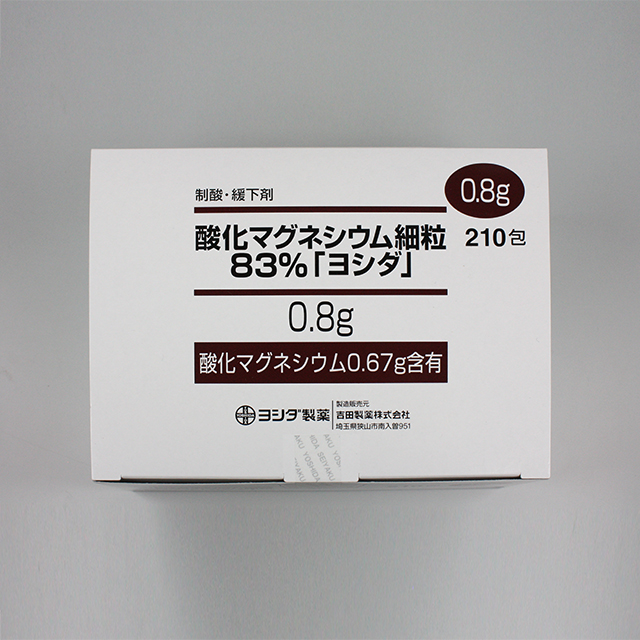 制酸・緩下剤
0.8g
酸化マグネシウム細粒
83%「ヨシダ」
210包
0.8g
酸化マグネシウム0.67g含有
ヨシダ製薬
製造販売元
吉田製薬株式会社
埼玉県狭山市南入曽951
YOSHIDA SEIYAKU